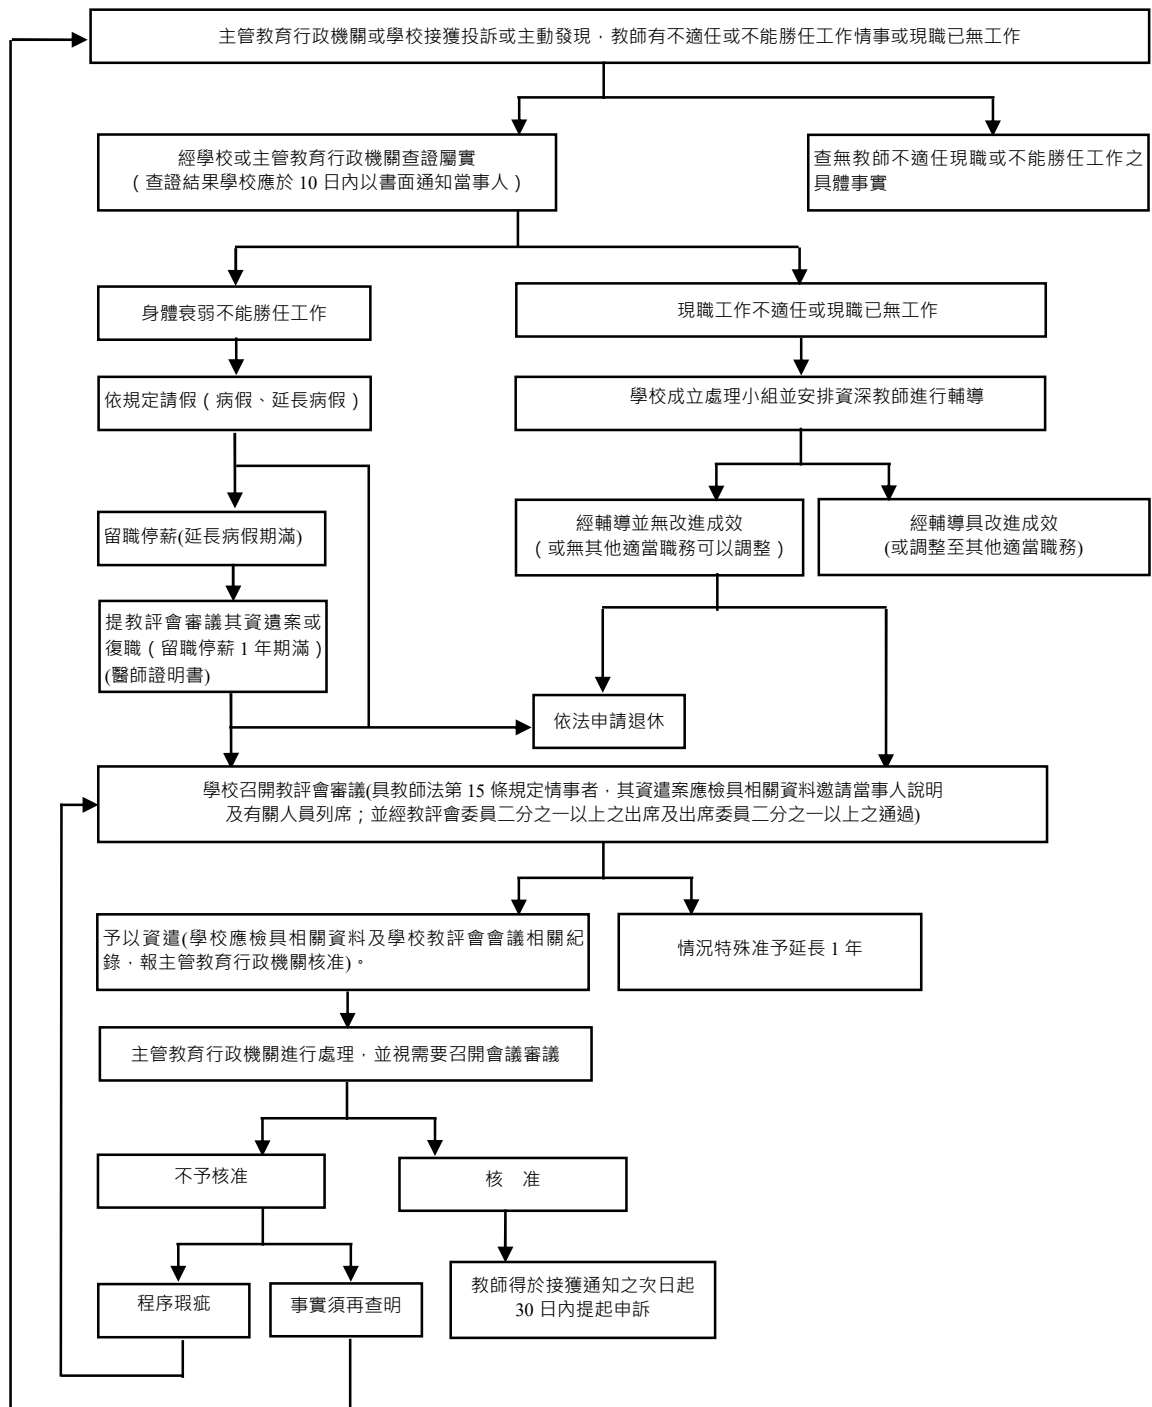 主管教育行政機關或學校接獲投訴或主動發現，教師有不適任或不能勝任工作情事或現職已無工作
經學校或主管教育行政機關查證屬實
（查證結果學校應於 10 日內以書面通知當事人）
查無教師不適任現職或不能勝任工作之
具體事實
身體衰弱不能勝任工作
現職工作不適任或現職已無工作
依規定請假（病假、延長病假）
學校成立處理小組並安排資深教師進行輔導
留職停薪(延長病假期滿)
經輔導並無改進成效
（或無其他適當職務可以調整）
經輔導具改進成效
(或調整至其他適當職務)
提教評會審議其資遣案或
復職（留職停薪 1 年期滿）
(醫師證明書)
依法申請退休
學校召開教評會審議(具教師法第 15 條規定情事者，其資遣案應檢具相關資料邀請當事人說明
及有關人員列席；並經教評會委員二分之一以上之出席及出席委員二分之一以上之通過)
予以資遣(學校應檢具相關資料及學校教評會會議相關紀
錄，報主管教育行政機關核准)。
情況特殊准予延長 1 年
主管教育行政機關進行處理，並視需要召開會議審議
不予核准
核　准
程序瑕疵
事實須再查明
教師得於接獲通知之次日起
30 日內提起申訴